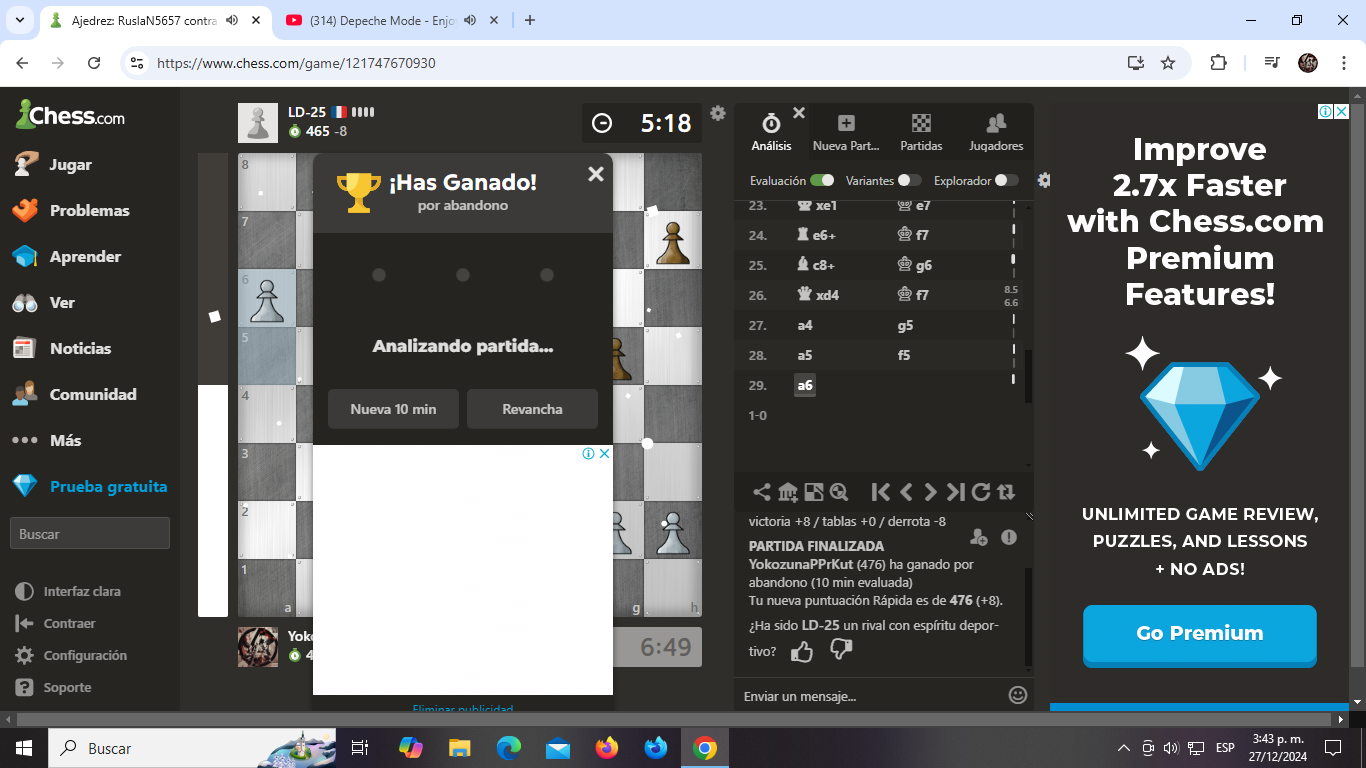 Ajedrez: RuslaN5657 contra
(314) Depeche Mode - Enjo
https://www.chess.com/game/121747670930
Chess.com
Jugar
Problemas
Aprender
Ver
Noticias
Comunidad
Más
Prueba gratuita
Buscar
Interfaz clara
Contraer
Configuración
Soporte
LD-25
465 -8
5:18
8
7
6
5
4
3
2
1
a
g
h
¡Has Ganado!
por abandono
Analizando partida...
Nueva 10 min
Revancha
Eliminar publicidad
6:49
Análisis
Nueva Part...
Partidas
Jugadores
Evaluación
Variantes
Explorador
23. xe1 e7
24. e6+ f7
25. c8+ g6
26. xd4 f7 8.5
6.6
27. a4 g5
28. a5 f5
29. a6
1-0
victoria +8 / tablas +0 / derrota -8
PARTIDA FINALIZADA
YokozunaPPrKut (476) ha ganado por
abandono (10 min evaluada)
Tu nueva puntuación Rápida es de 476 (+8).
¿Ha sido LD-25 un rival con espíritu depor-
tivo?
Enviar un mensaje...
Improve
2.7x Faster
with Chess.com
Premium
Features!
UNLIMITED GAME REVIEW,
PUZZLES, AND LESSONS
+ NO ADS!
Go Premium
Buscar
ESP
3:43 p. m.
27/12/2024